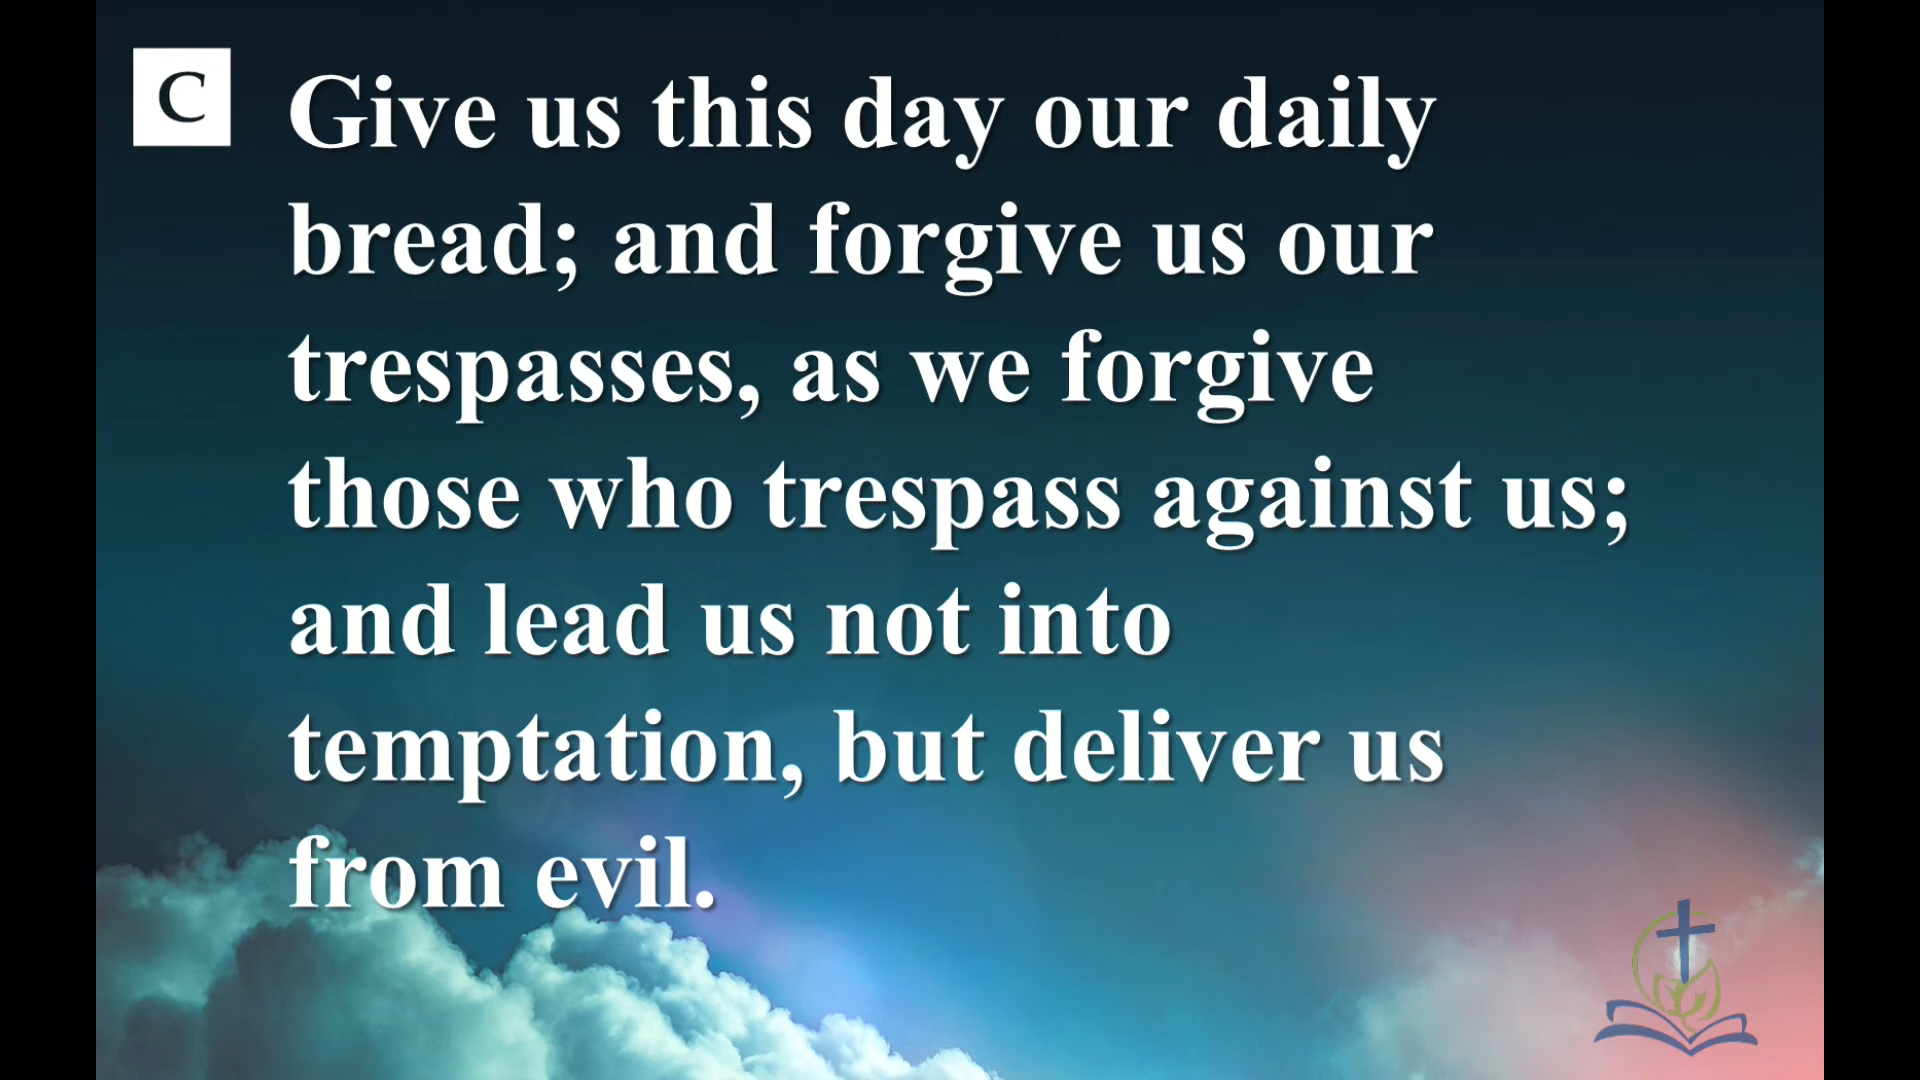 C
Give us this day our daily
bread; and forgive us our
trespasses, as we forgive
those who trespass against us;
and lead us not into
temptation, but deliver us
from evil.